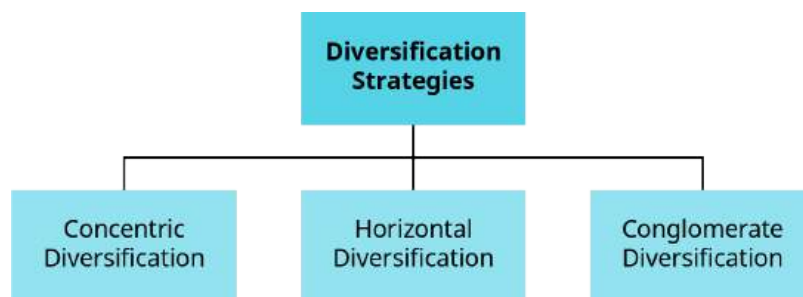 Diversification
Strategies
Concentric
Diversification
Horizontal
Diversification
Conglomerate
Diversification